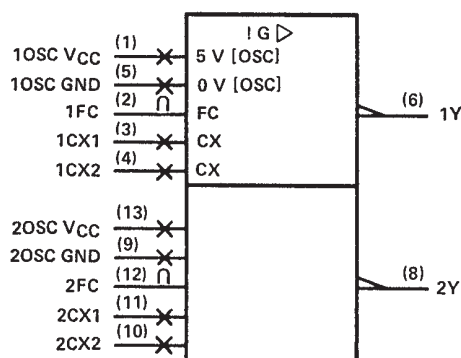 ! G ▷
1OSC VCC (1) 5 V [OSC]
1OSC GND (5) 0 V [OSC]
1FC (2) ∩ FC (6) 1Y
1CX1 (3) CX
1CX2 (4) CX
2OSC VCC (13)
2OSC GND (9)
2FC (12) ∩ (8) 2Y
2CX1 (11)
2CX2 (10)